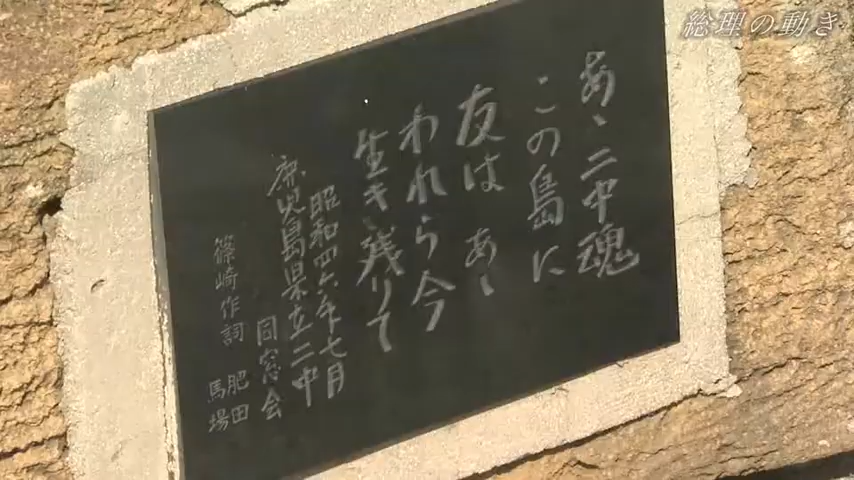 総理の動き
あゝ二中魂
この島に
友は あゝ
われら今
生き残りて
昭和四六年七月
鹿児島県立二中
同窓会
篠崎作詞 肥田
馬場